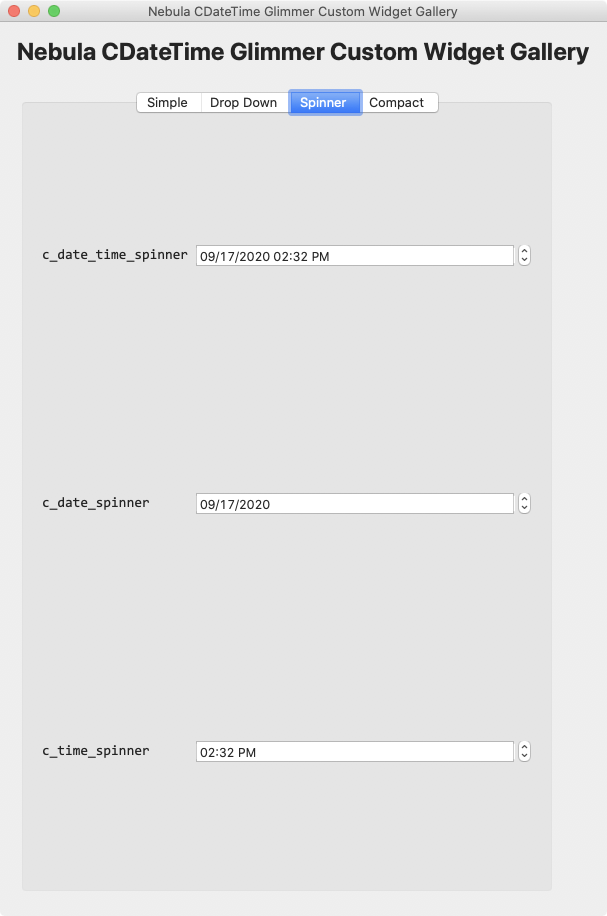 Nebula CDateTime Glimmer Custom Widget Gallery
Nebula CDateTime Glimmer Custom Widget Gallery
Simple Drop Down Spinner Compact
c_date_time_spinner 09/17/2020 02:32 PM
c_date_spinner 09/17/2020
c_time_spinner 02:32 PM